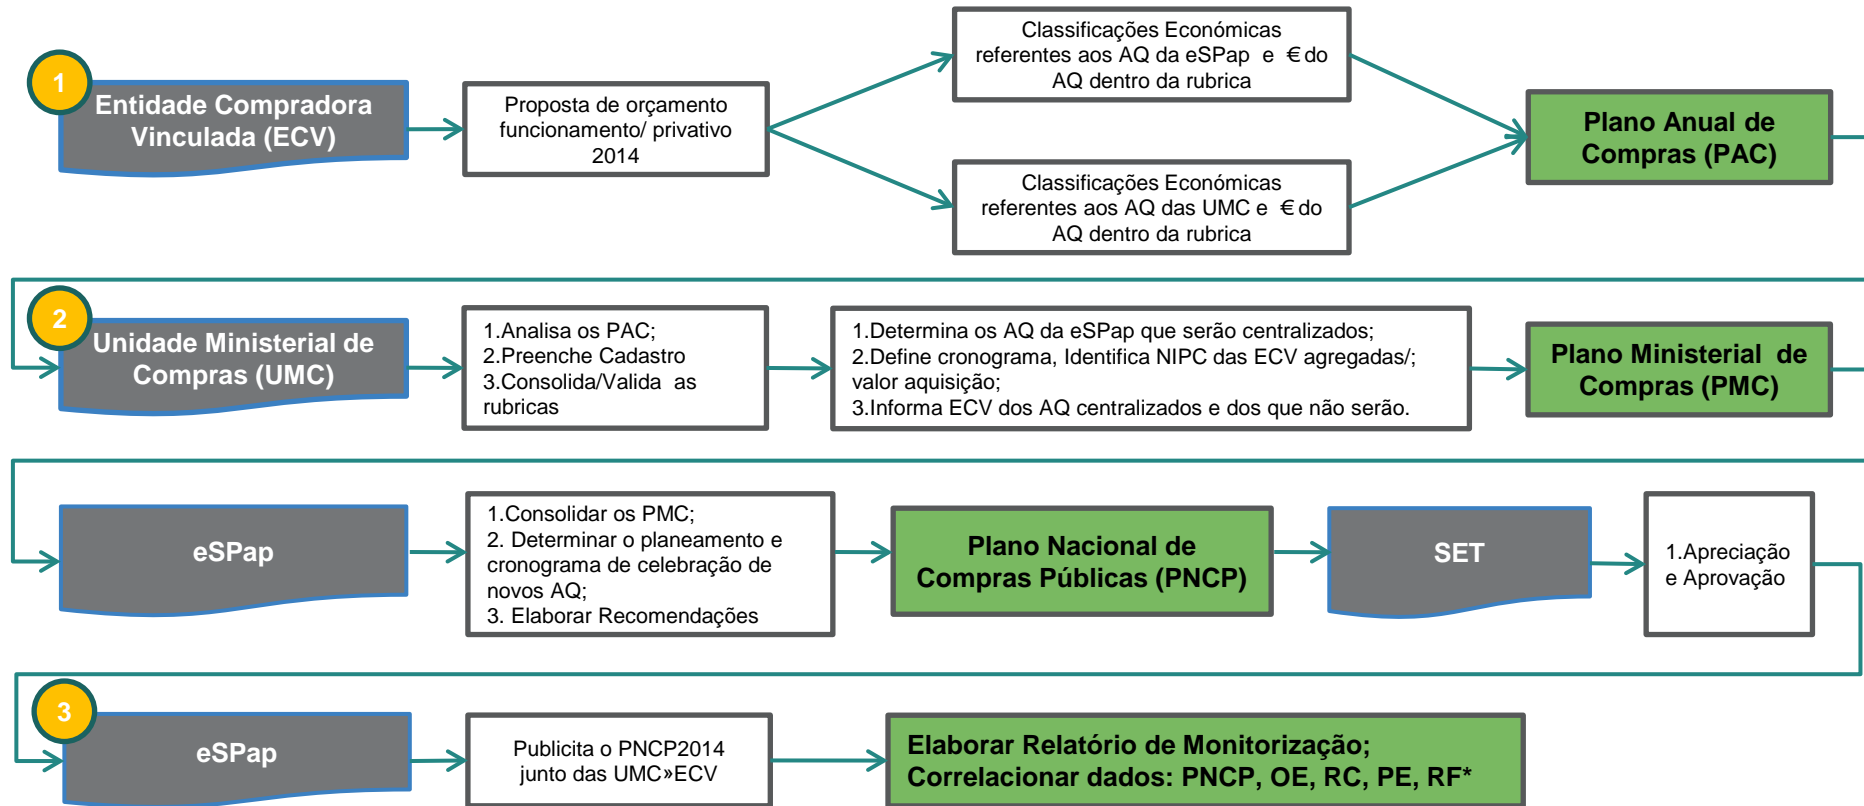 1
Entidade Compradora
Vinculada (ECV)
Proposta de orçamento
funcionamento/ privativo
2014
Classificações Económicas
referentes aos AQ da eSPap e € do
AQ dentro da rubrica
Classificações Económicas
referentes aos AQ das UMC e € do
AQ dentro da rubrica
Plano Anual de
Compras (PAC)
2
Unidade Ministerial de
Compras (UMC)
1.Analisa os PAC;
2.Preenche Cadastro
3.Consolida/Valida as
rubricas
1.Determina os AQ da eSPap que serão centralizados;
2.Define cronograma, Identifica NIPC das ECV agregadas/;
valor aquisição;
3.Informa ECV dos AQ centralizados e dos que não serão.
Plano Ministerial de
Compras (PMC)
eSPap
1.Consolidar os PMC;
2. Determinar o planeamento e
cronograma de celebração de
novos AQ;
3. Elaborar Recomendações
Plano Nacional de
Compras Públicas (PNCP)
SET
1.Apreciação
e Aprovação
3
eSPap
Publicita o PNCP2014
junto das UMC»ECV
Elaborar Relatório de Monitorização;
Correlacionar dados: PNCP, OE, RC, PE, RF*